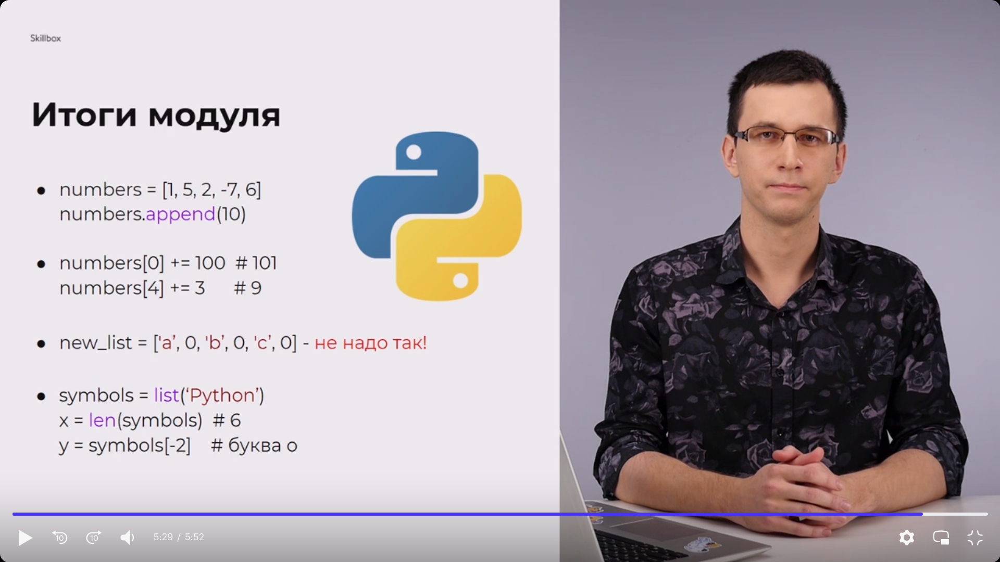 Skillbox
Итоги модуля
● numbers = [1, 5, 2, -7, 6]
numbers.append(10)
● numbers[0] += 100 # 101
numbers[4] += 3 # 9
● new_list = ['a’, 0, 'b’, 0, 'c’, 0] - не надо так!
● symbols = list(‘Python’)
x = len(symbols) # 6
y = symbols[-2] # буква о
10 10 5:29 / 5:52